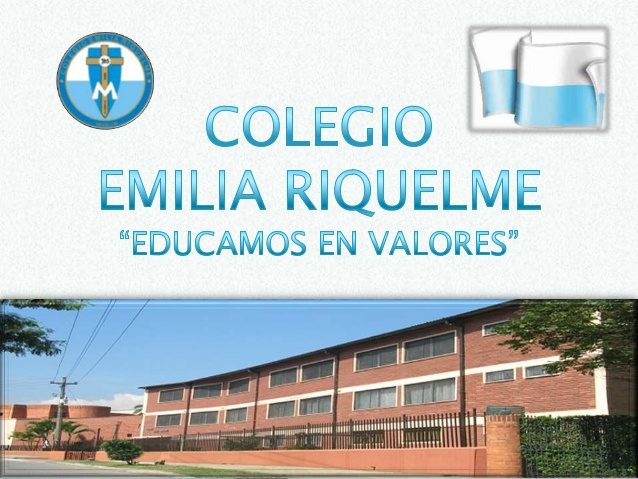 COLEGIO
EMILIA RIQUELME
“EDUCAMOS EN VALORES”